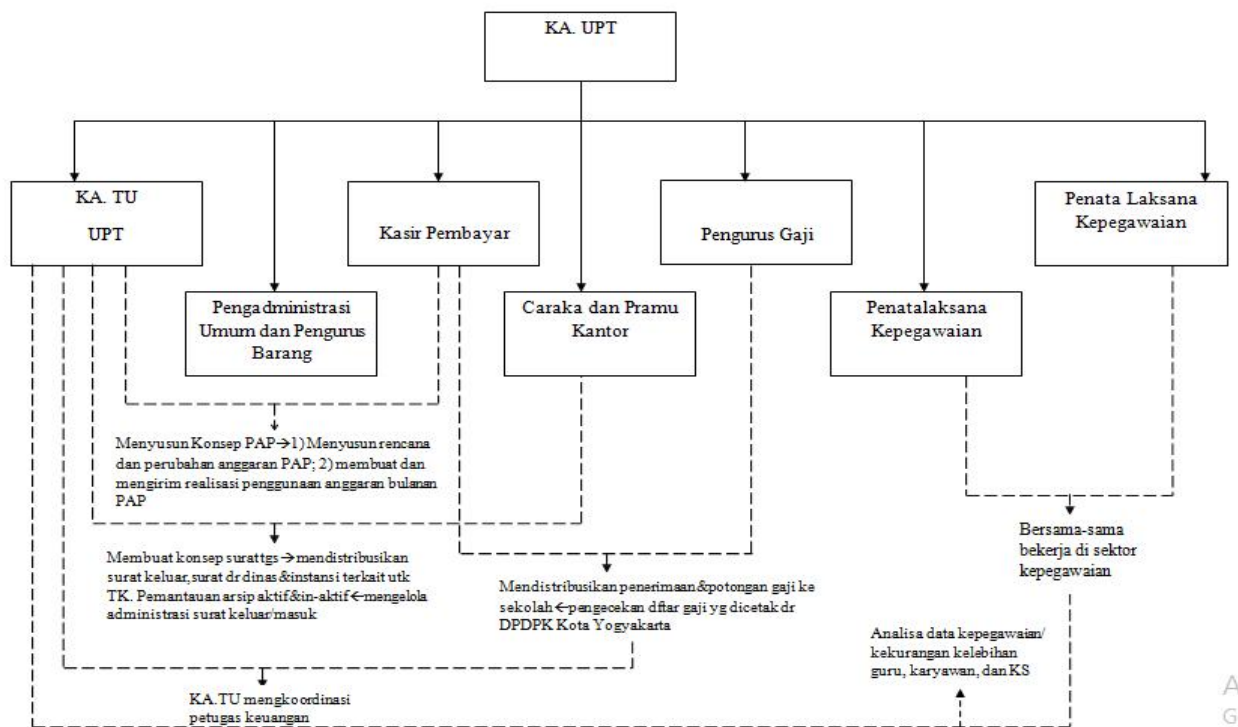 KA. UPT
KA. TU
UPT
Kasir Pembayar
Pengurus Gaji
Penata Laksana
Kepegawaian
Pengadministrasi
Umum dan Pengurus
Barang
Caraka dan Pramu
Kantor
Penatalaksana
Kepegawaian
Menyusun Konsep PAP→1) Menyusun rencana
dan perubahan anggaran PAP; 2) membuat dan
mengirim realisasi penggunaan anggaran bulanan
PAP
Membuat konsep surat tgs →mendistribusikan
surat keluar,surat dr dinas&instansi terkait utk
TK. Pemantauan arsip aktif&in-aktif←mengelola
administrasi surat keluar/masuk
Mendistribusikan penerimaan&potongan gaji ke
sekolah←pengecekan dftar gaji yg dicetak dr
DPDPK Kota Yogyakarta
Bersama-sama
bekerja di sektor
kepegawaian
Analisa data kepegawaian/
kekurangan kelebihan
guru, karyawan, dan KS
KA.TU mengkoordinasi
petugas keuangan
A
G